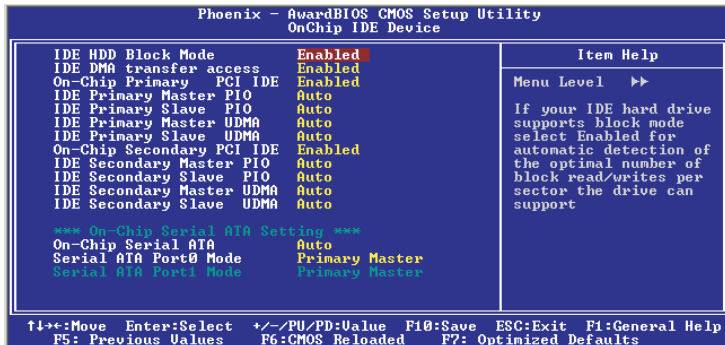 Phoenix - AwardBIOS CMOS Setup Utility
OnChip IDE Device
IDE HDD Block Mode Enabled
IDE DMA transfer access Enabled
On-Chip Primary PCI IDE Enabled
IDE Primary Master PIO Auto
IDE Primary Slave PIO Auto
IDE Primary Master UDMA Auto
IDE Primary Slave UDMA Auto
On-Chip Secondary PCI IDE Enabled
IDE Secondary Master PIO Auto
IDE Secondary Slave PIO Auto
IDE Secondary Master UDMA Auto
IDE Secondary Slave UDMA Auto
*** On-Chip Serial ATA Setting ***
On-Chip Serial ATA Auto
Serial ATA Port0 Mode Primary Master
Serial ATA Port1 Mode Primary Master
Item Help
Menu Level ▶▶
If your IDE hard drive
supports block mode
select Enabled for
automatic detection of
the optimal number of
block read/writes per
sector the drive can
support
↑↓→←:Move Enter:Select +/-/PU/PD:Value F10:Save ESC:Exit F1:General Help
F5: Previous Values F6:CMOS Reloaded F7: Optimized Defaults